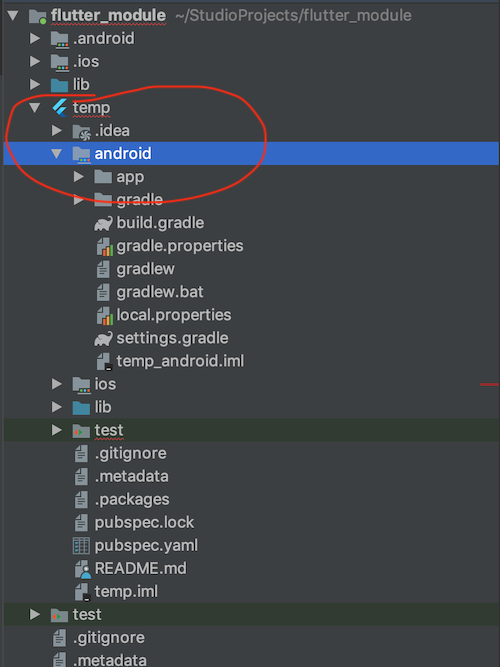 flutter_module ~/StudioProjects/flutter_module
.android
.ios
lib
temp
.idea
android
app
gradle
build.gradle
gradle.properties
gradlew
gradlew.bat
local.properties
settings.gradle
temp_android.iml
ios
lib
test
.gitignore
.metadata
.packages
pubspec.lock
pubspec.yaml
README.md
temp.iml
test
.gitignore
.metadata